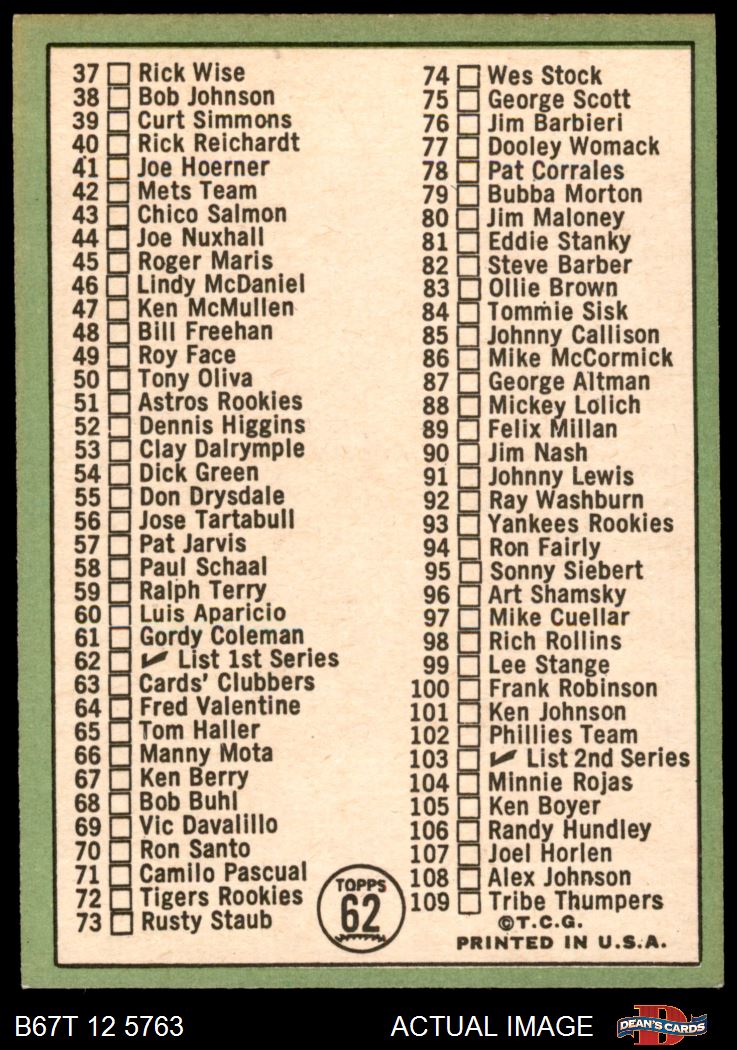 37 Rick Wise
38 Bob Johnson
39 Curt Simmons
40 Rick Reichardt
41 Joe Hoerner
42 Mets Team
43 Chico Salmon
44 Joe Nuxhall
45 Roger Maris
46 Lindy McDaniel
47 Ken McMullen
48 Bill Freehan
49 Roy Face
50 Tony Oliva
51 Astros Rookies
52 Dennis Higgins
53 Clay Dalrymple
54 Dick Green
55 Don Drysdale
56 Jose Tartabull
57 Pat Jarvis
58 Paul Schaal
59 Ralph Terry
60 Luis Aparicio
61 Gordy Coleman
62 ✔ List 1st Series
63 Cards' Clubbers
64 Fred Valentine
65 Tom Haller
66 Manny Mota
67 Ken Berry
68 Bob Buhl
69 Vic Davalillo
70 Ron Santo
71 Camilo Pascual
72 Tigers Rookies
73 Rusty Staub
74 Wes Stock
75 George Scott
76 Jim Barbieri
77 Dooley Womack
78 Pat Corrales
79 Bubba Morton
80 Jim Maloney
81 Eddie Stanky
82 Steve Barber
83 Ollie Brown
84 Tommie Sisk
85 Johnny Callison
86 Mike McCormick
87 George Altman
88 Mickey Lolich
89 Felix Millan
90 Jim Nash
91 Johnny Lewis
92 Ray Washburn
93 Yankees Rookies
94 Ron Fairly
95 Sonny Siebert
96 Art Shamsky
97 Mike Cuellar
98 Rich Rollins
99 Lee Stange
100 Frank Robinson
101 Ken Johnson
102 Phillies Team
103 ✔ List 2nd Series
104 Minnie Rojas
105 Ken Boyer
106 Randy Hundley
107 Joel Horlen
108 Alex Johnson
109 Tribe Thumpers
TOPPS
62
©T.C.G.
PRINTED IN U.S.A.
B67T 12 5763
ACTUAL IMAGE
D
DEAN'S CARDS